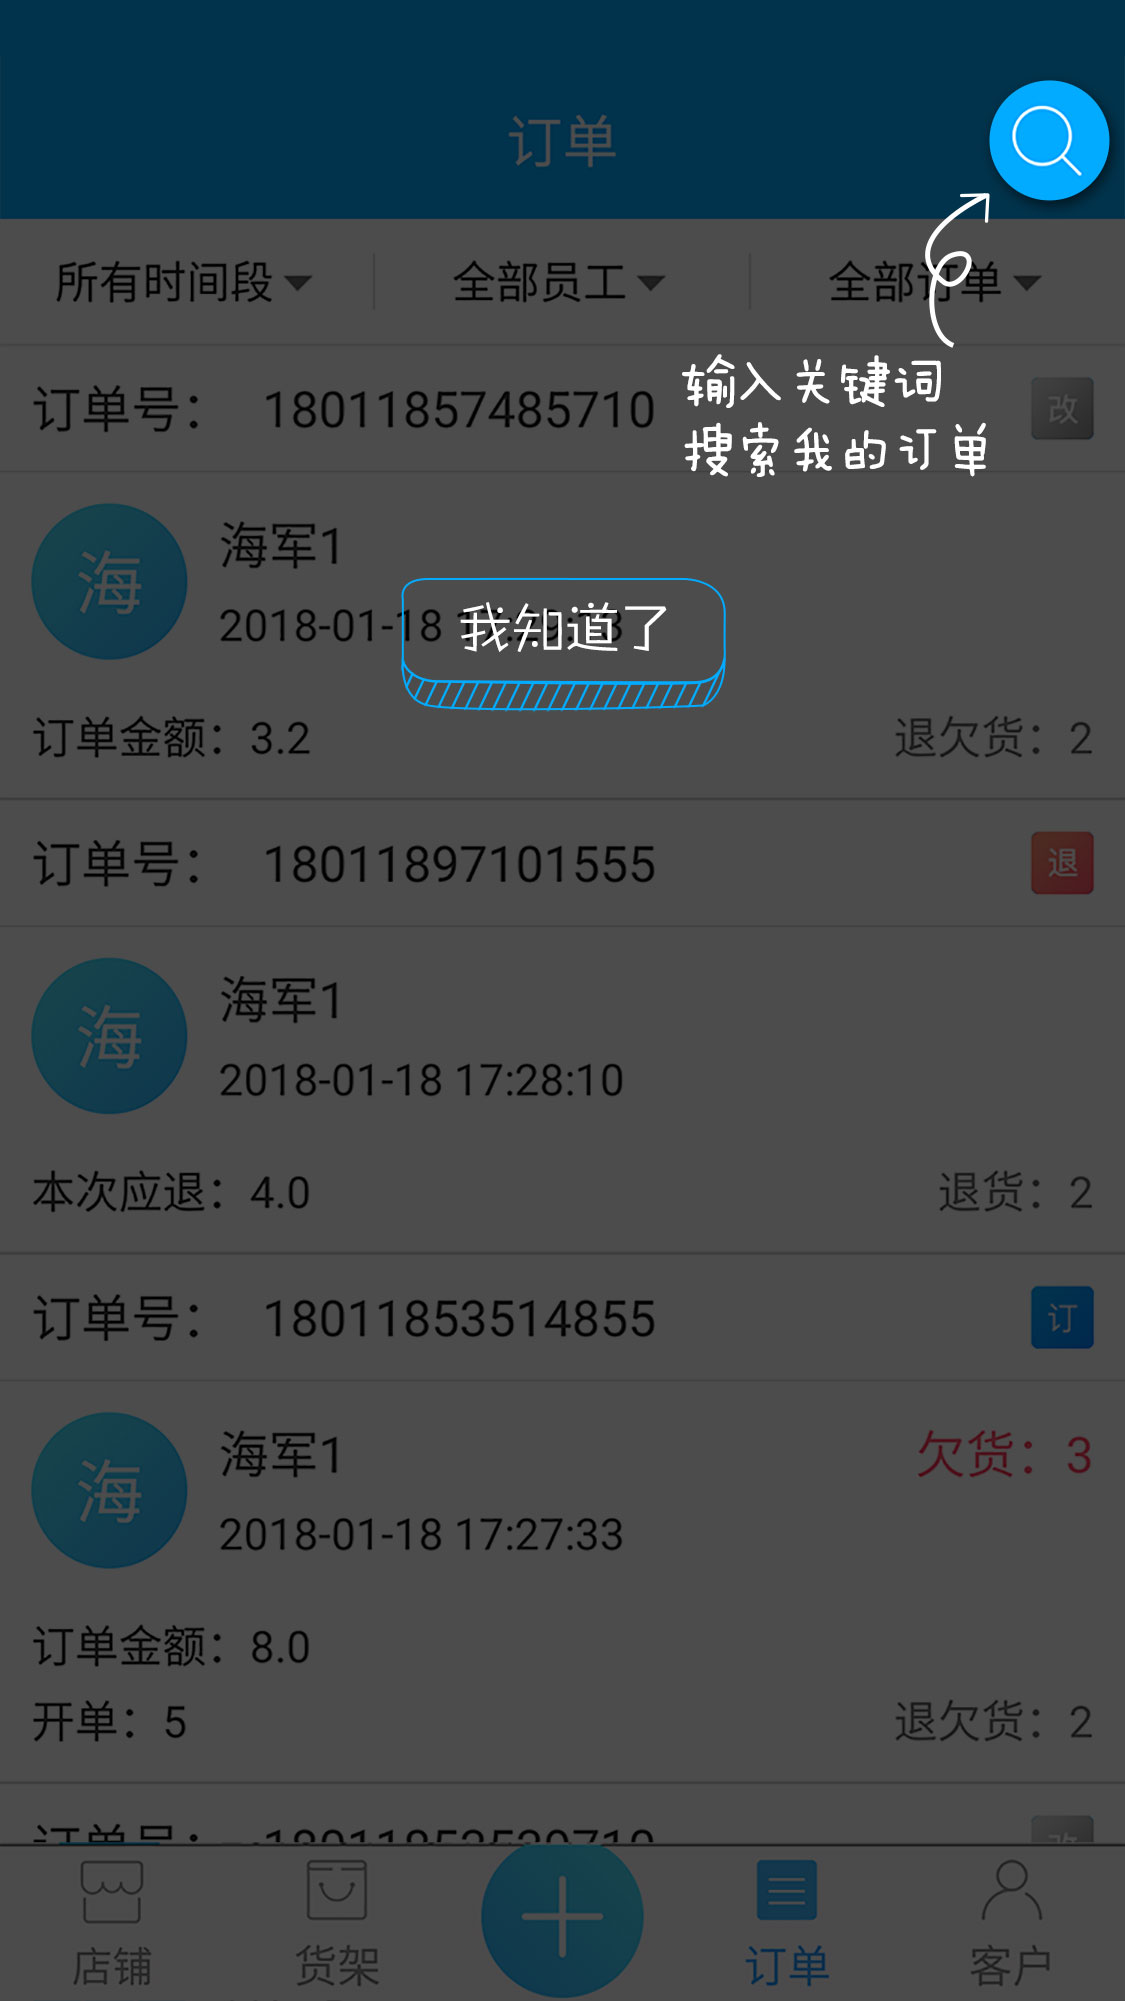 订单
所有时间段 全部员工 全部订单
输入关键词
订单号： 18011857485710 改
搜索我的订单
海 海军1
2018-01-18
我知道了
订单金额：3.2 退欠货：2
订单号： 18011897101555 退
海 海军1
2018-01-18 17:28:10
本次应退：4.0 退货：2
订单号： 18011853514855 订
海 海军1 欠货：3
2018-01-18 17:27:33
订单金额：8.0
开单：5 退欠货：2
订单号：
店铺 货架 订单 客户